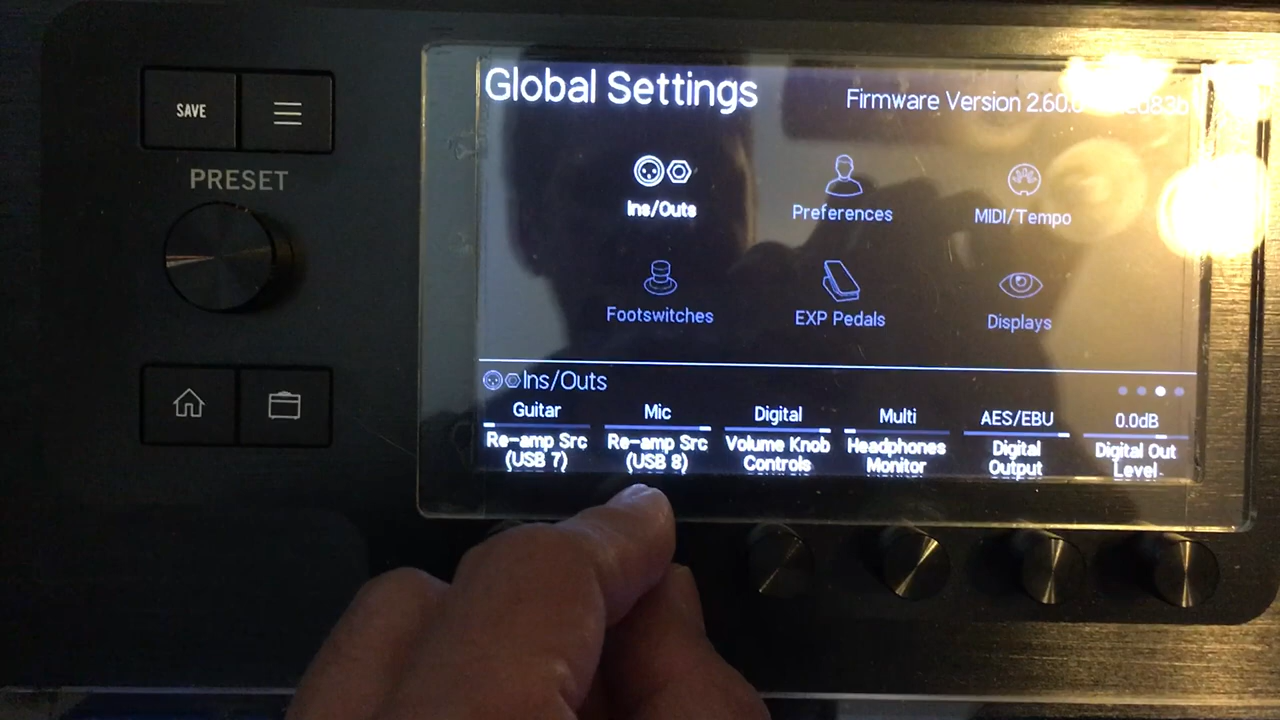 Global Settings
Firmware Version 2.60.0
SAVE
PRESET
Ins/Outs
Preferences
MIDI/Tempo
Footswitches
EXP Pedals
Displays
Ins/Outs
Guitar
Mic
Digital
Multi
AES/EBU
0.0dB
Re-amp Src
(USB 7)
Re-amp Src
(USB 8)
Volume Knob
Controls
Headphones
Monitor
Digital
Output
Digital Out
Level